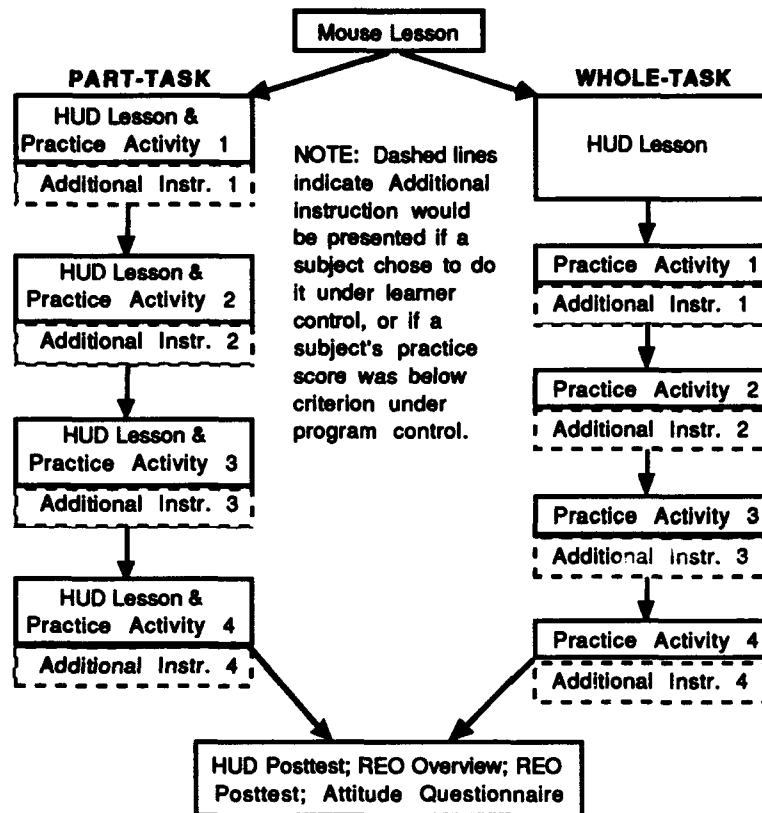 Mouse Lesson
PART-TASK
HUD Lesson &
Practice Activity 1
Additional Instr. 1
HUD Lesson &
Practice Activity 2
Additional Instr. 2
HUD Lesson &
Practice Activity 3
Additional Instr. 3
HUD Lesson &
Practice Activity 4
Additional Instr. 4
NOTE: Dashed lines
indicate Additional
instruction would
be presented if a
subject chose to do
it under learner
control, or if a
subject's practice
score was below
criterion under
program control.
WHOLE-TASK
HUD Lesson
Practice Activity 1
Additional Instr. 1
Practice Activity 2
Additional Instr. 2
Practice Activity 3
Additional Instr. 3
Practice Activity 4
Additional Instr. 4
HUD Posttest; REO Overview; REO
Posttest; Attitude Questionnaire